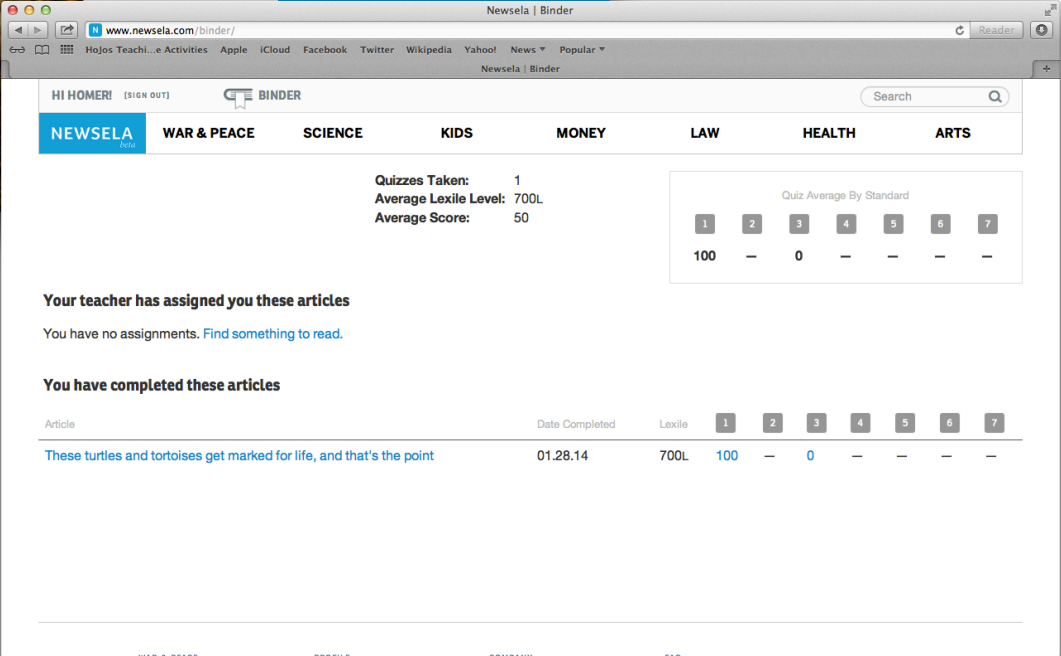 Newsela | Binder
www.newsela.com/binder/ Reader
HoJos Teachi...e Activities Apple iCloud Facebook Twitter Wikipedia Yahoo! News Popular
Newsela | Binder
HI HOMER! [SIGN OUT] BINDER Search
NEWSELA beta WAR & PEACE SCIENCE KIDS MONEY LAW HEALTH ARTS
Quizzes Taken: 1
Average Lexile Level: 700L
Average Score: 50
Quiz Average By Standard
1 2 3 4 5 6 7
100 — 0 — — — —
Your teacher has assigned you these articles
You have no assignments. Find something to read.
You have completed these articles
Article Date Completed Lexile 1 2 3 4 5 6 7
These turtles and tortoises get marked for life, and that's the point 01.28.14 700L 100 — 0 — — — —